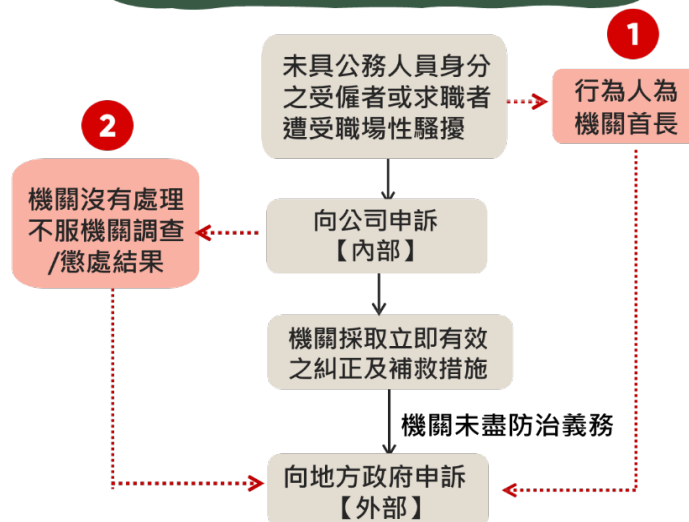 1
未具公務人員身分
之受僱者或求職者
遭受職場性騷擾
行為人為
機關首長
2
機關沒有處理
不服機關調查
/懲處結果
向公司申訴
【內部】
機關採取立即有效
之糾正及補救措施
機關未盡防治義務
向地方政府申訴
【外部】